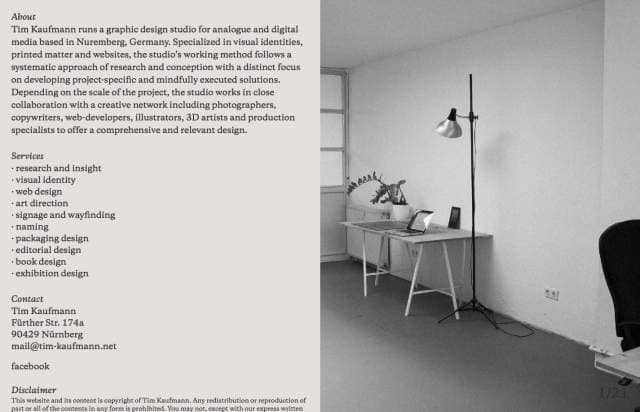 About
Tim Kaufmann runs a graphic design studio for analogue and digital
media based in Nuremberg, Germany. Specialized in visual identities,
printed matter and websites, the studio’s working method follows a
systematic approach of research and conception with a distinct focus
on developing project-specific and mindfully executed solutions.
Depending on the scale of the project, the studio works in close
collaboration with a creative network including photographers,
copywriters, web-developers, illustrators, 3D artists and production
specialists to offer a comprehensive and relevant design.
Services
· research and insight
· visual identity
· web design
· art direction
· signage and wayfinding
· naming
· packaging design
· editorial design
· book design
· exhibition design
Contact
Tim Kaufmann
Fürther Str. 174a
90429 Nürnberg
mail@tim-kaufmann.net
facebook
Disclaimer
This website and its content is copyright of Tim Kaufmann. Any redistribution or reproduction of
part or all of the contents in any form is prohibited. You may not, except with our express written